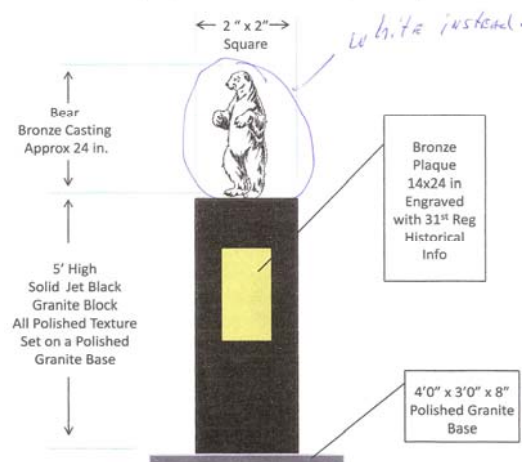 2 " x 2"
Square
white instead.
Bear
Bronze Casting
Approx 24 in.
Bronze
Plaque
14x24 in
Engraved
with 31st Reg
Historical
Info
5' High
Solid Jet Black
Granite Block
All Polished Texture
Set on a Polished
Granite Base
4'0" x 3'0" x 8"
Polished Granite
Base